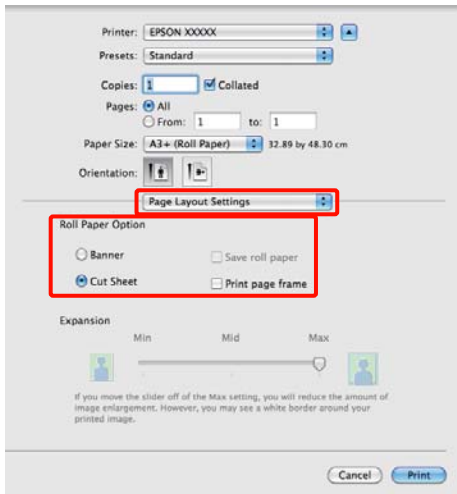 Printer: EPSON XXXXX
Presets: Standard
Copies: 1 Collated
Pages: All
From: 1 to: 1
Paper Size: A3+ (Roll Paper) 32.89 by 48.30 cm
Orientation:
Page Layout Settings
Roll Paper Option
Banner Save roll paper
Cut Sheet Print page frame
Expansion
Min Mid Max
If you move the slider off of the Max setting, you will reduce the amount of
image enlargement. However, you may see a white border around your
printed image.
Cancel Print